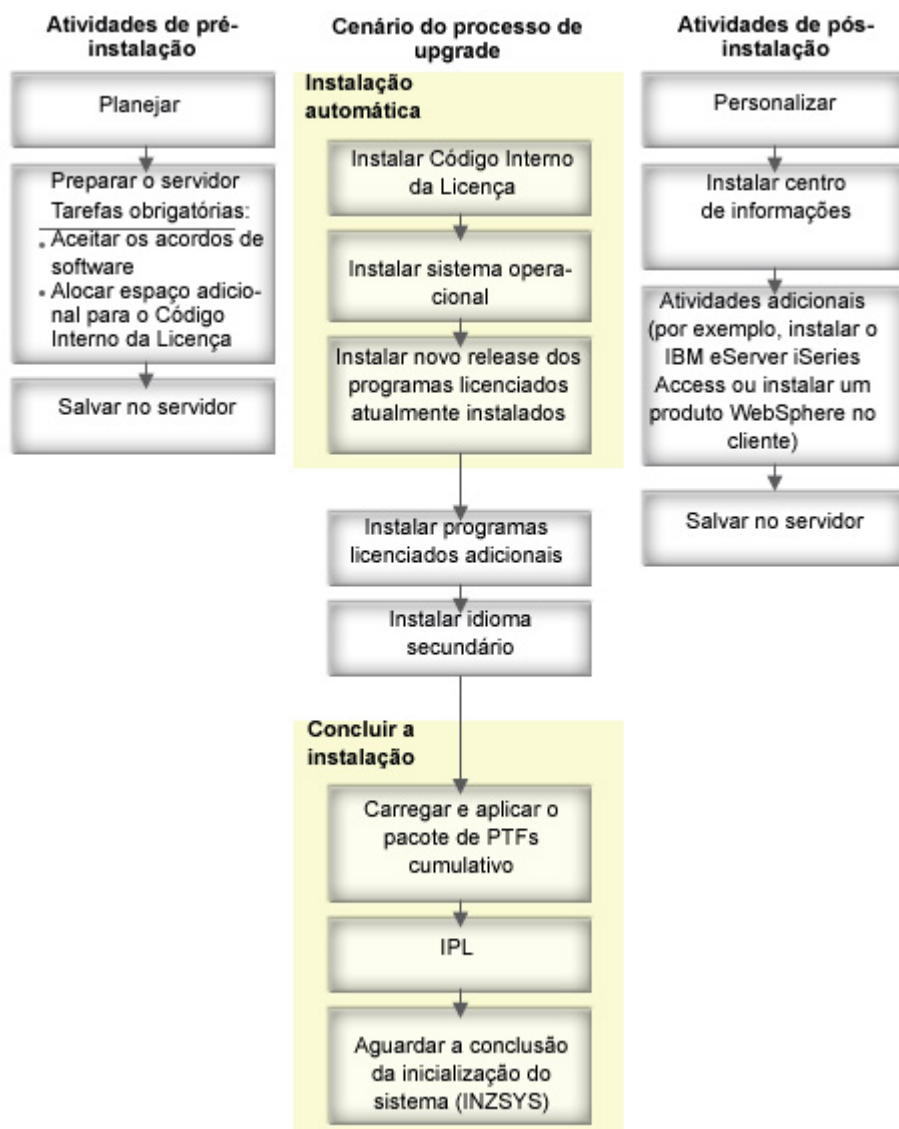 Atividades de pré-
instalação
Planejar
Preparar o servidor
Tarefas obrigatórias:
• Aceitar os acordos de
software
• Alocar espaço adicio-
nal para o Código
Interno da Licença
Salvar no servidor
Cenário do processo de
upgrade
Instalação
automática
Instalar Código Interno
da Licença
Instalar sistema opera-
cional
Instalar novo release dos
programas licenciados
atualmente instalados
Instalar programas
licenciados adicionais
Instalar idioma
secundário
Concluir a
instalação
Carregar e aplicar o
pacote de PTFs
cumulativo
IPL
Aguardar a conclusão
da inicialização do
sistema (INZSYS)
Atividades de pós-
instalação
Personalizar
Instalar centro
de informações
Atividades adicionais
(por exemplo, instalar o
IBM eServer iSeries
Access ou instalar um
produto WebSphere no
cliente)
Salvar no servidor